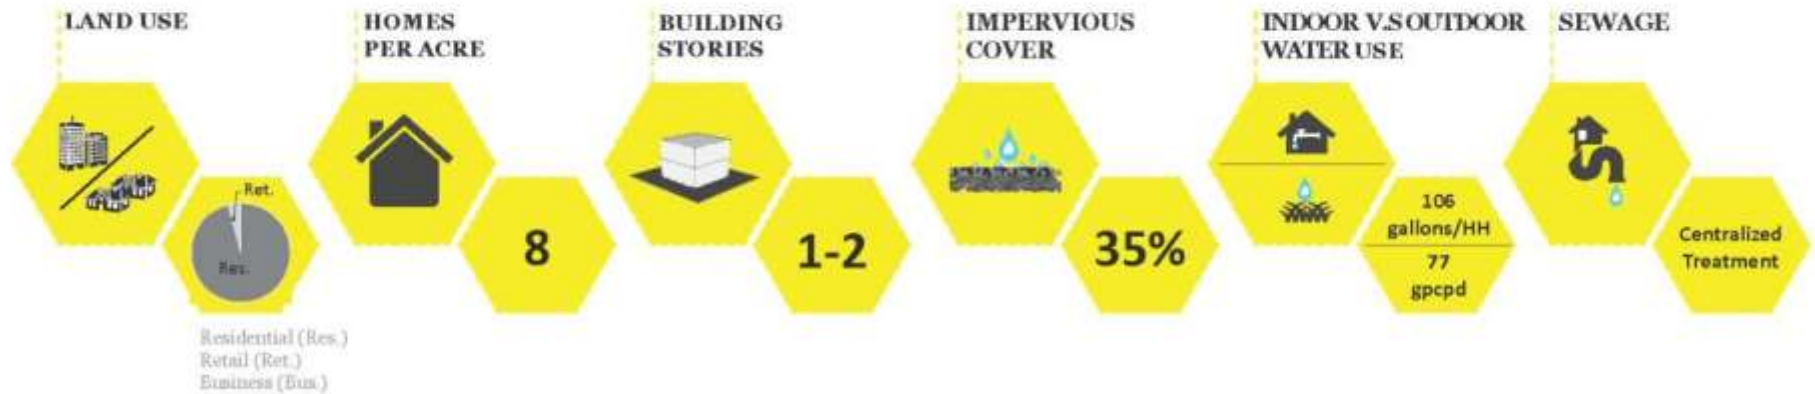 LAND USE
Ret.
Res.
Residential (Res.)
Retail (Ret.)
Business (Bus.)
HOMES
PER ACRE
8
BUILDING
STORIES
1-2
IMPERVIOUS
COVER
35%
INDOOR V.S OUTDOOR
WATER USE
106
gallons/HH
77
gpcpd
SEWAGE
Centralized
Treatment